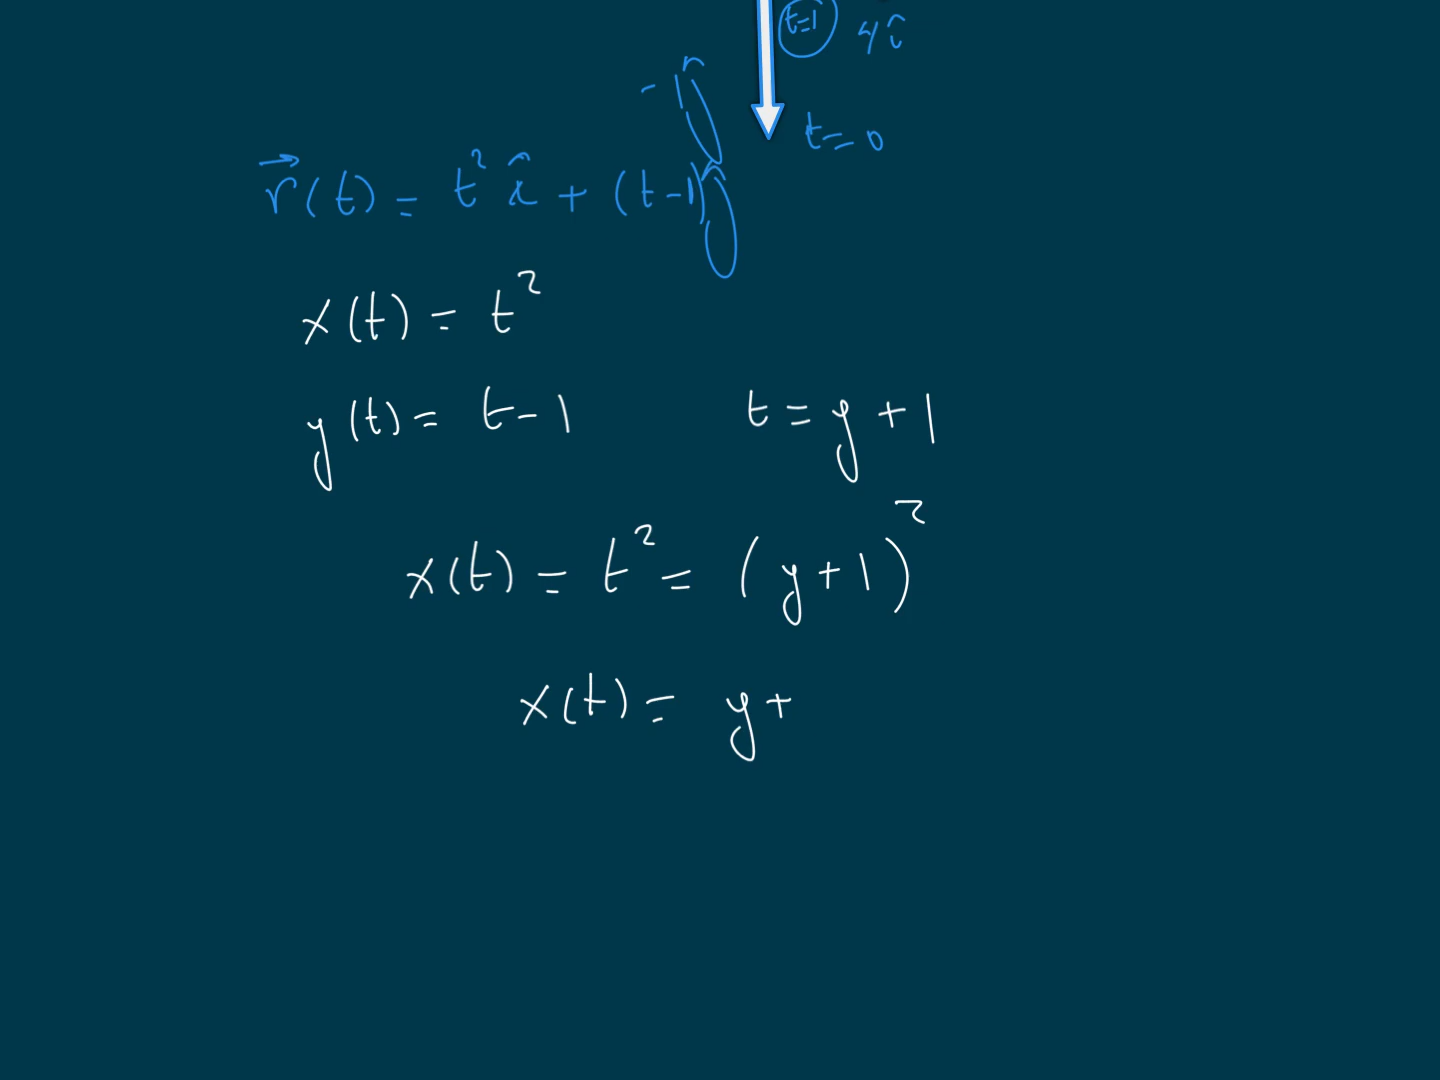 t=1 4î
-ĵ
t=0
r⃗(t) = t² î + (t-1)ĵ
x(t) = t²
y(t) = t-1 t = y+1
x(t) = t² = (y+1)²
x(t) = y+